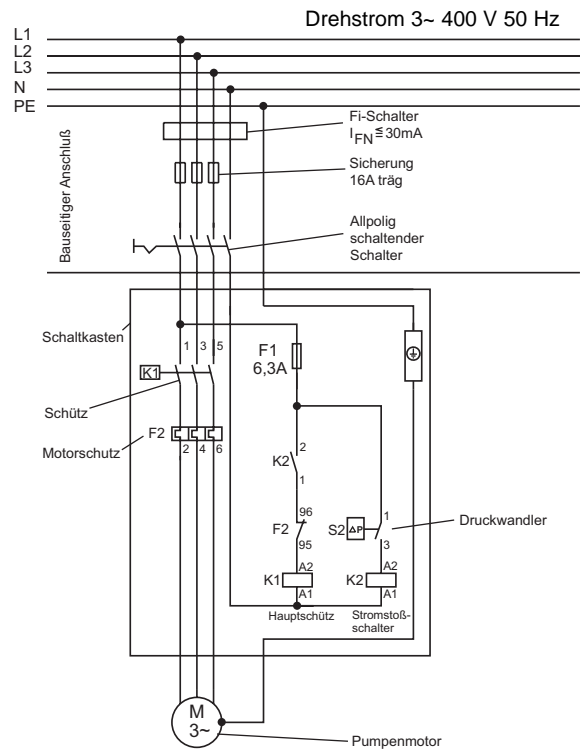 Drehstrom 3~ 400 V 50 Hz
L1
L2
L3
N
PE
Bauseitiger Anschluß
Fi-Schalter
I FN ≦ 30mA
Sicherung
16A träg
Allpolig
schaltender
Schalter
Schaltkasten
1 3 5
F1
6,3A
K1
Schütz
F2
2 4 6
Motorschutz
2
K2
1
96
F2
95
S2 ΔP
1
3
Druckwandler
A2
K1
A1
A2
K2
A1
Hauptschütz
Stromstoß-
schalter
M
3~
Pumpenmotor